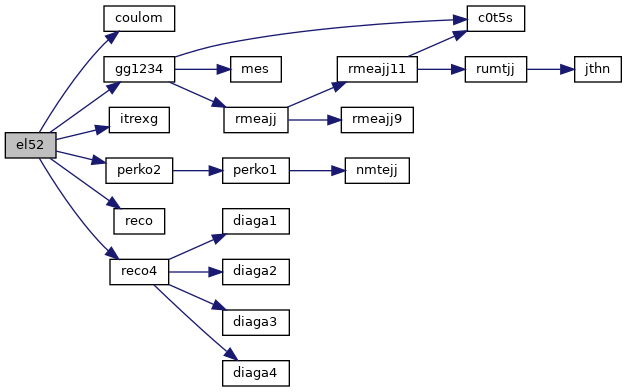 coulom
c0t5s
gg1234
mes
rmeajj11
rumtjj
jthn
itrexg
rmeajj
rmeajj9
el52
perko2
perko1
nmtejj
reco
diaga1
reco4
diaga2
diaga3
diaga4